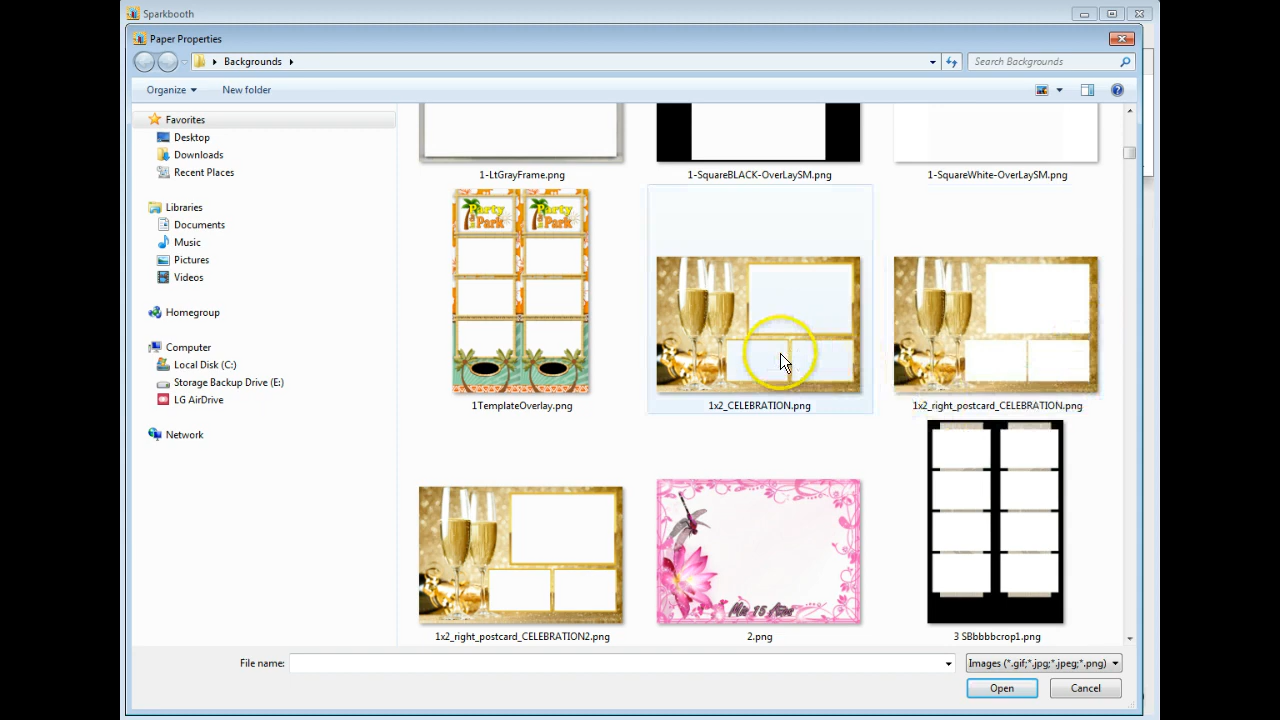 Sparkbooth
Paper Properties
Backgrounds
Search Backgrounds
Organize
New folder
Favorites
Desktop
Downloads
Recent Places
Libraries
Documents
Music
Pictures
Videos
Homegroup
Computer
Local Disk (C:)
Storage Backup Drive (E:)
LG AirDrive
Network
1-LtGrayFrame.png
1-SquareBLACK-OverLaySM.png
1-SquareWhite-OverLaySM.png
Party
Park
Party
Park
1TemplateOverlay.png
1x2_CELEBRATION.png
1x2_right_postcard_CELEBRATION.png
Mis 15 Años
1x2_right_postcard_CELEBRATION2.png
2.png
3 SBbbbbcrop1.png
File name:
Images (*.gif;*.jpg;*.jpeg;*.png)
Open
Cancel